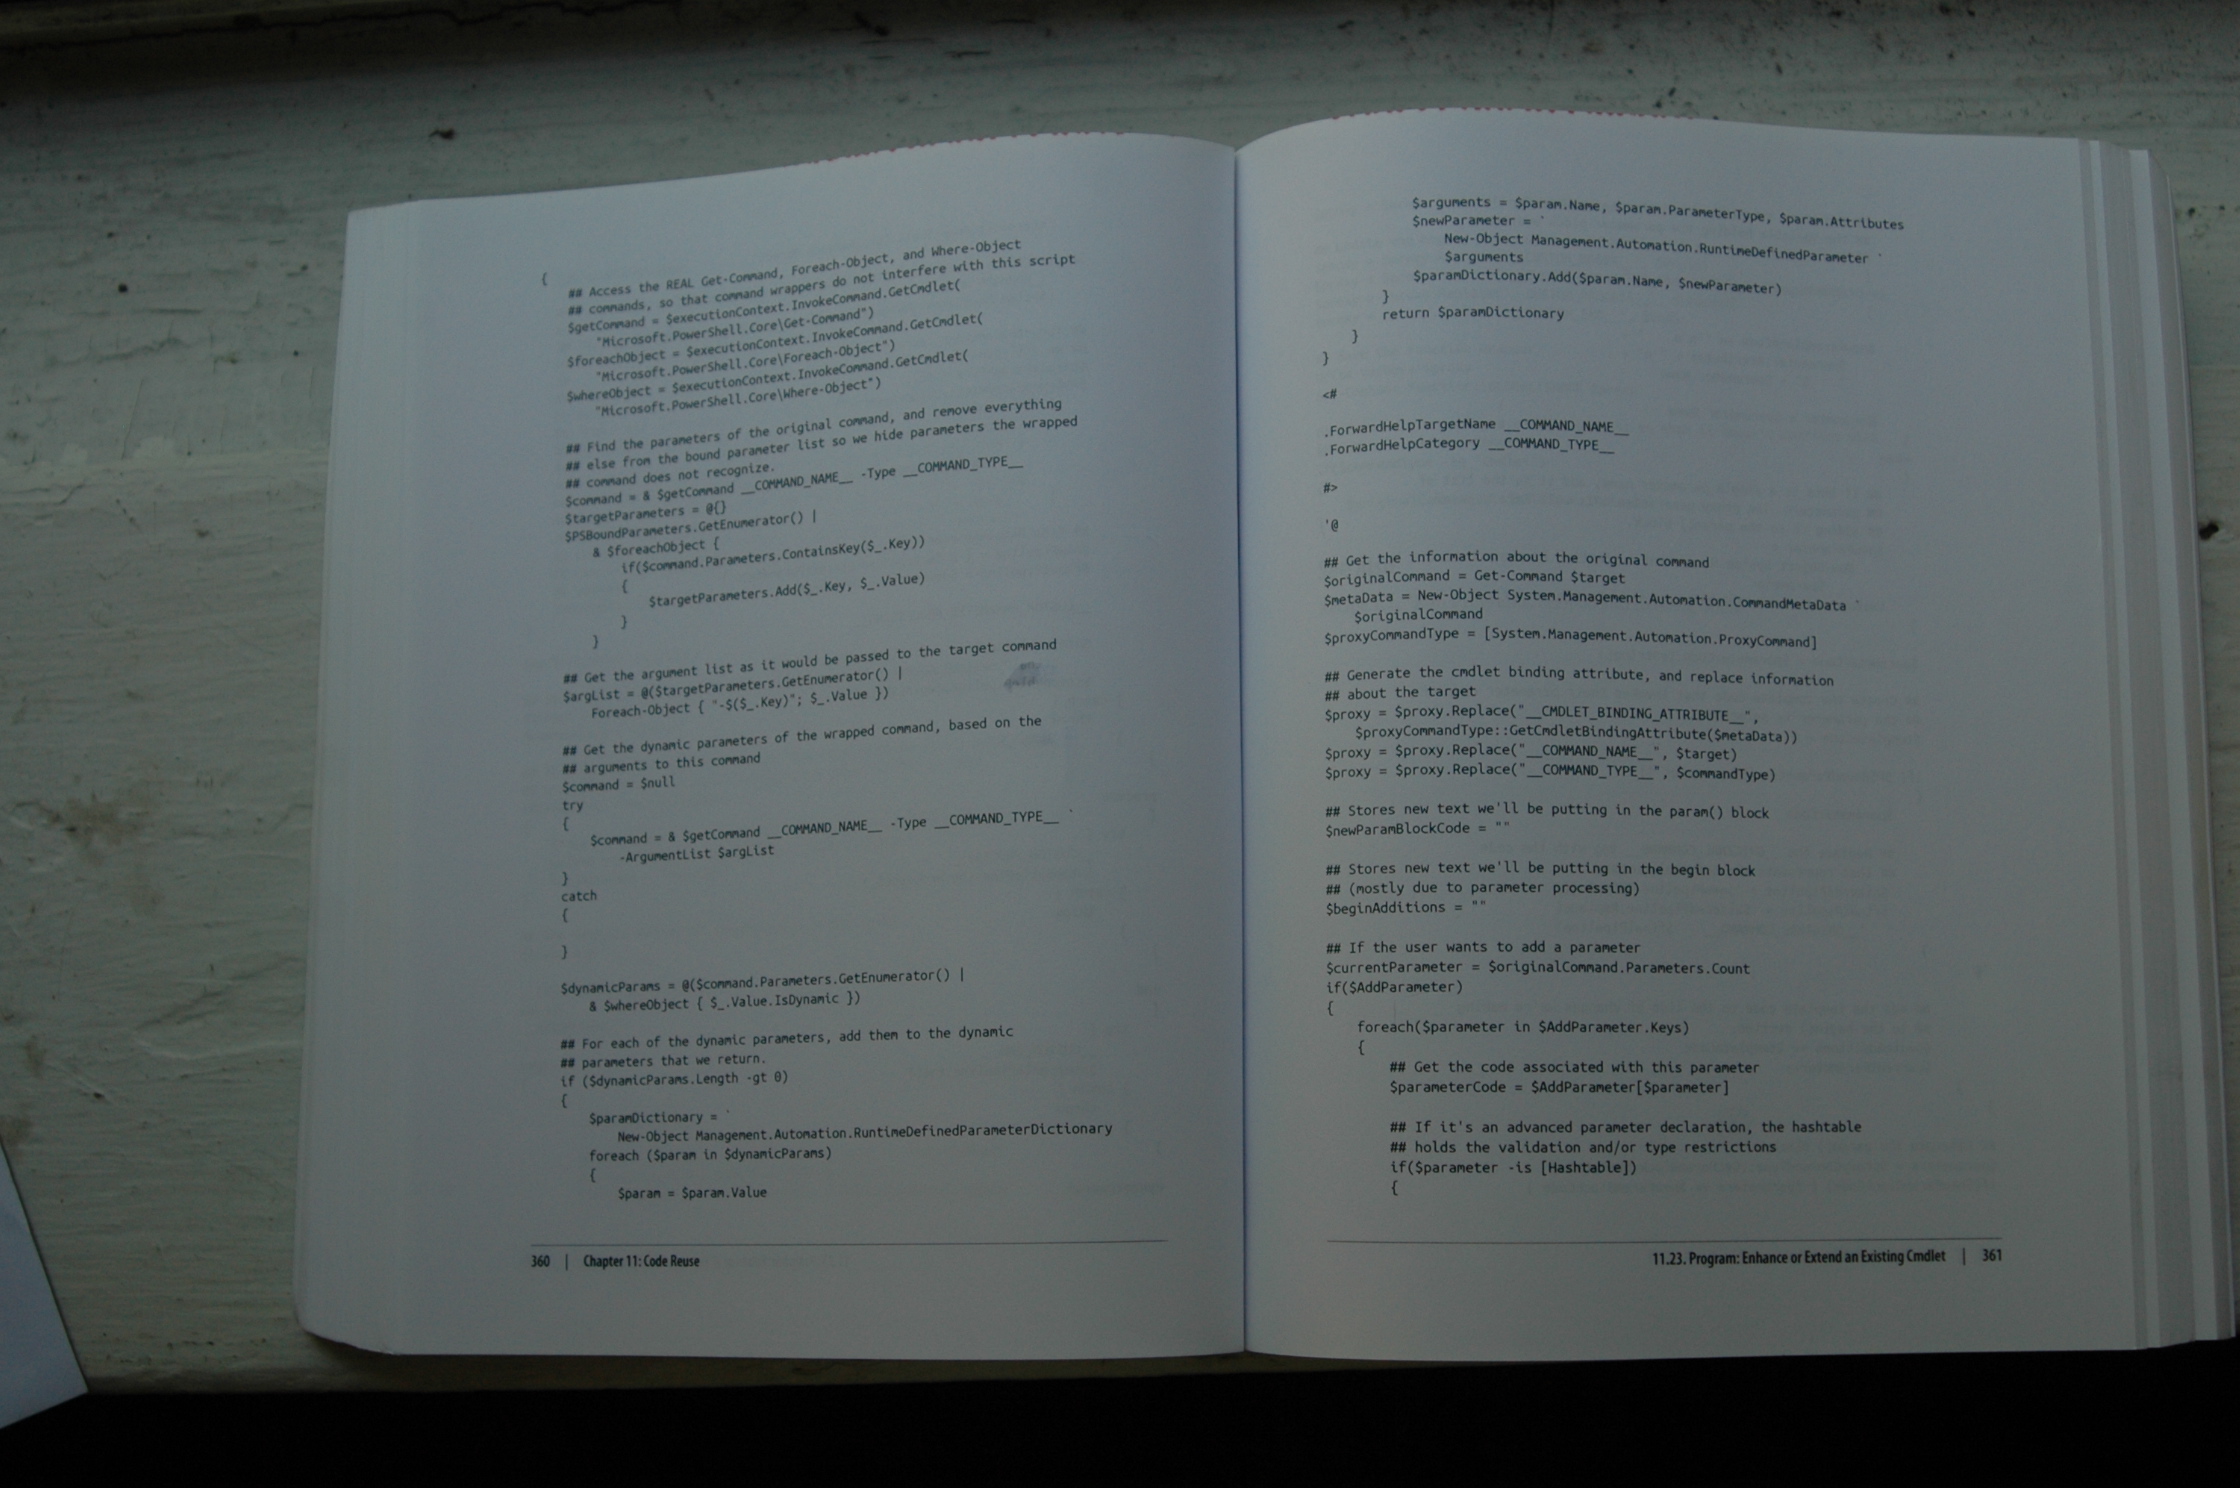 {
    ## Access the REAL Get-Command, Foreach-Object, and Where-Object
    ## commands, so that command wrappers do not interfere with this script
    $getCommand = $executionContext.InvokeCommand.GetCmdlet(
        "Microsoft.PowerShell.Core\Get-Command")
    $foreachObject = $executionContext.InvokeCommand.GetCmdlet(
        "Microsoft.PowerShell.Core\Foreach-Object")
    $whereObject = $executionContext.InvokeCommand.GetCmdlet(
        "Microsoft.PowerShell.Core\Where-Object")

    ## Find the parameters of the original command, and remove everything
    ## else from the bound parameter list so we hide parameters the wrapped
    ## command does not recognize.
    $command = & $getCommand __COMMAND_NAME__ -Type __COMMAND_TYPE__
    $targetParameters = @{}
    $PSBoundParameters.GetEnumerator() |
        & $foreachObject {
            if($command.Parameters.ContainsKey($_.Key))
            {
                $targetParameters.Add($_.Key, $_.Value)
            }
        }

    ## Get the argument list as it would be passed to the target command
    $argList = @($targetParameters.GetEnumerator() |
        Foreach-Object { "-$($_.Key)"; $_.Value })

    ## Get the dynamic parameters of the wrapped command, based on the
    ## arguments to this command
    $command = $null
    try
    {
        $command = & $getCommand __COMMAND_NAME__ -Type __COMMAND_TYPE__ `
            -ArgumentList $argList
    }
    catch
    {

    }

    $dynamicParams = @($command.Parameters.GetEnumerator() |
        & $whereObject { $_.Value.IsDynamic })

    ## For each of the dynamic parameters, add them to the dynamic
    ## parameters that we return.
    if ($dynamicParams.Length -gt 0)
    {
        $paramDictionary = `
            New-Object Management.Automation.RuntimeDefinedParameterDictionary
        foreach ($param in $dynamicParams)
        {
            $param = $param.Value

360 | Chapter 11: Code Reuse

            $arguments = $param.Name, $param.ParameterType, $param.Attributes
            $newParameter = `
                New-Object Management.Automation.RuntimeDefinedParameter `
                $arguments
            $paramDictionary.Add($param.Name, $newParameter)
        }
        return $paramDictionary
    }
}

<#

.ForwardHelpTargetName __COMMAND_NAME__
.ForwardHelpCategory __COMMAND_TYPE__

#>

'@

## Get the information about the original command
$originalCommand = Get-Command $target
$metaData = New-Object System.Management.Automation.CommandMetaData `
    $originalCommand
$proxyCommandType = [System.Management.Automation.ProxyCommand]

## Generate the cmdlet binding attribute, and replace information
## about the target
$proxy = $proxy.Replace("__CMDLET_BINDING_ATTRIBUTE__",
    $proxyCommandType::GetCmdletBindingAttribute($metaData))
$proxy = $proxy.Replace("__COMMAND_NAME__", $target)
$proxy = $proxy.Replace("__COMMAND_TYPE__", $commandType)

## Stores new text we'll be putting in the param() block
$newParamBlockCode = ""

## Stores new text we'll be putting in the begin block
## (mostly due to parameter processing)
$beginAdditions = ""

## If the user wants to add a parameter
$currentParameter = $originalCommand.Parameters.Count
if($AddParameter)
{
    foreach($parameter in $AddParameter.Keys)
    {
        ## Get the code associated with this parameter
        $parameterCode = $AddParameter[$parameter]

        ## If it's an advanced parameter declaration, the hashtable
        ## holds the validation and/or type restrictions
        if($parameter -is [Hashtable])
        {

11.23. Program: Enhance or Extend an Existing Cmdlet | 361